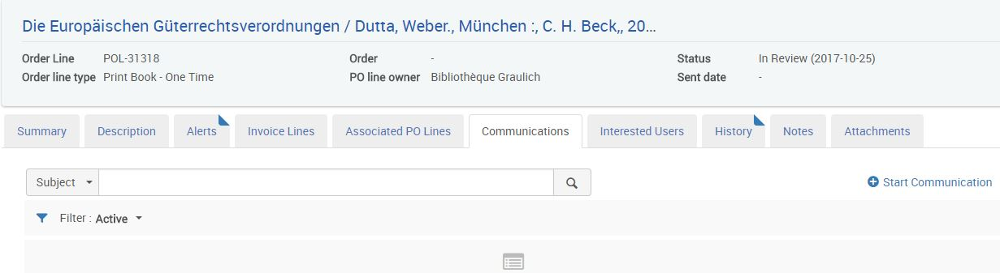 Die Europäischen Güterrechtsverordnungen / Dutta, Weber., München :, C. H. Beck,, 20...
Order Line POL-31318 Order - Status In Review (2017-10-25)
Order line type Print Book - One Time PO line owner Bibliothèque Graulich Sent date -
Summary Description Alerts Invoice Lines Associated PO Lines Communications Interested Users History Notes Attachments
Subject Start Communication
Filter : Active